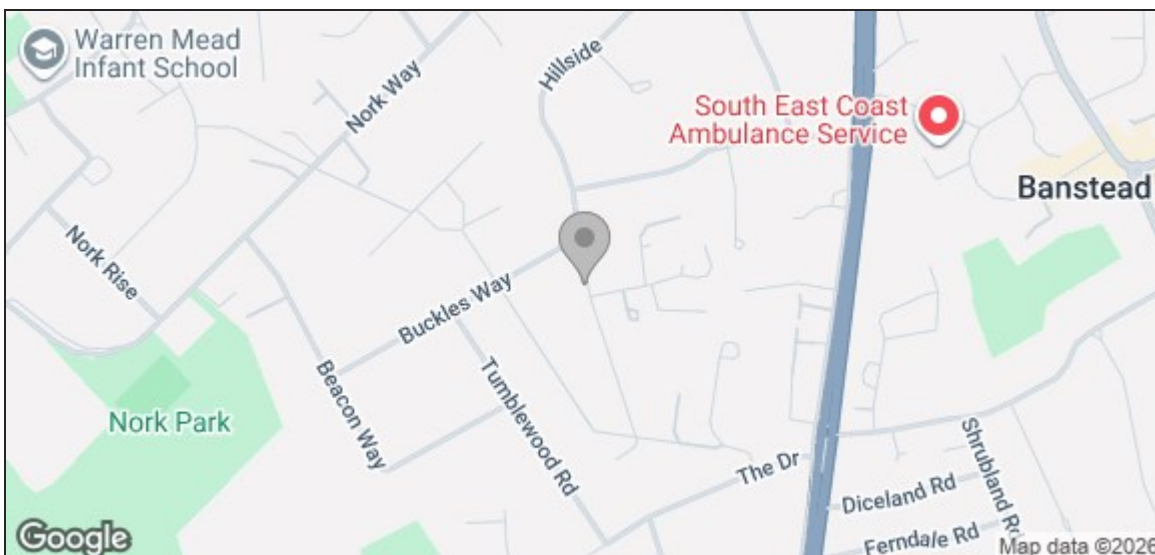 Warren Mead
Infant School
Nork Way
Hillside
South East Coast
Ambulance Service
Banstead
Nork Rise
Buckles Way
Beacon Way
Tumblewood Rd
Nork Park
The Dr
Shrubland Rd
Diceland Rd
Ferndale Rd
Google
Map data ©2026